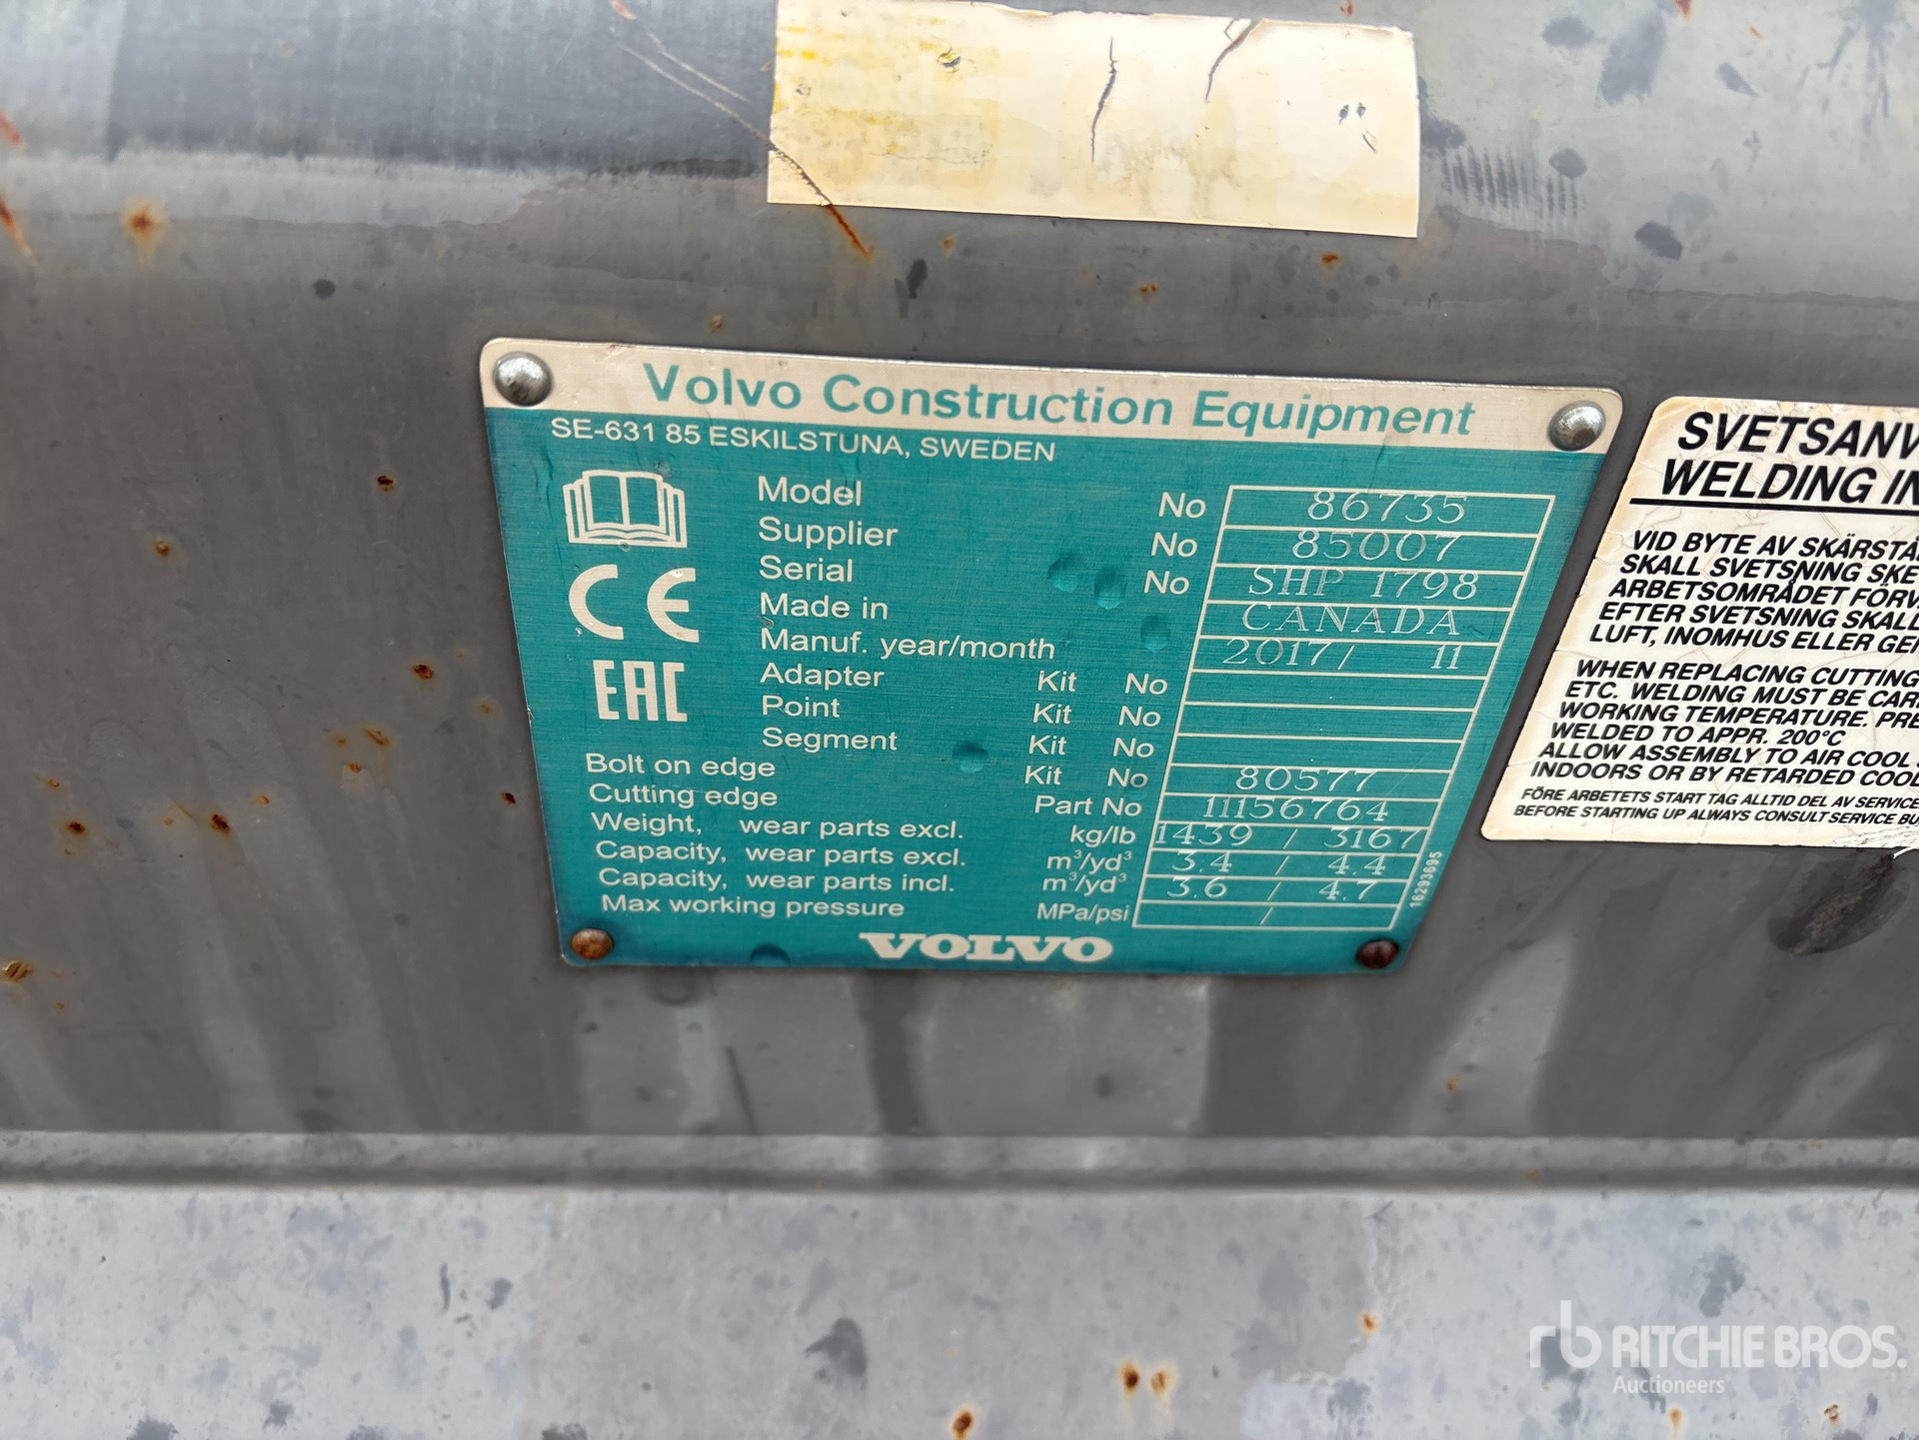 Volvo Construction Equipment
SE-631 85 ESKILSTUNA, SWEDEN
Model No 86735
Supplier No 85007
Serial No SHP 1798
Made in CANADA
Manuf. year/month 2017/ 11
Adapter Kit No
Point Kit No
Segment Kit No
Bolt on edge Kit No 80577
Cutting edge Part No 11156764
Weight, wear parts excl. kg/lb 1439 / 3167
Capacity, wear parts excl. m³/yd³ 3.4 / 4.4
Capacity, wear parts incl. m³/yd³ 3.6 / 4.7
Max working pressure MPa/psi /
16293695
CE
EAC
VOLVO
SVETSANV
WELDING IN
VID BYTE AV SKÄRSTÅ
SKALL SVETSNING SKE
ARBETSOMRÅDET FÖRV
EFTER SVETSNING SKALL
LUFT, INOMHUS ELLER GE
WHEN REPLACING CUTTING
ETC. WELDING MUST BE CAR
WORKING TEMPERATURE. PRE
WELDED TO APPR. 200°C
ALLOW ASSEMBLY TO AIR COOL
INDOORS OR BY RETARDED COOL
FÖRE ARBETETS START TAG ALLTID DEL AV SERVICE
BEFORE STARTING UP ALWAYS CONSULT SERVICE BU
rb RITCHIE BROS.
Auctioneers